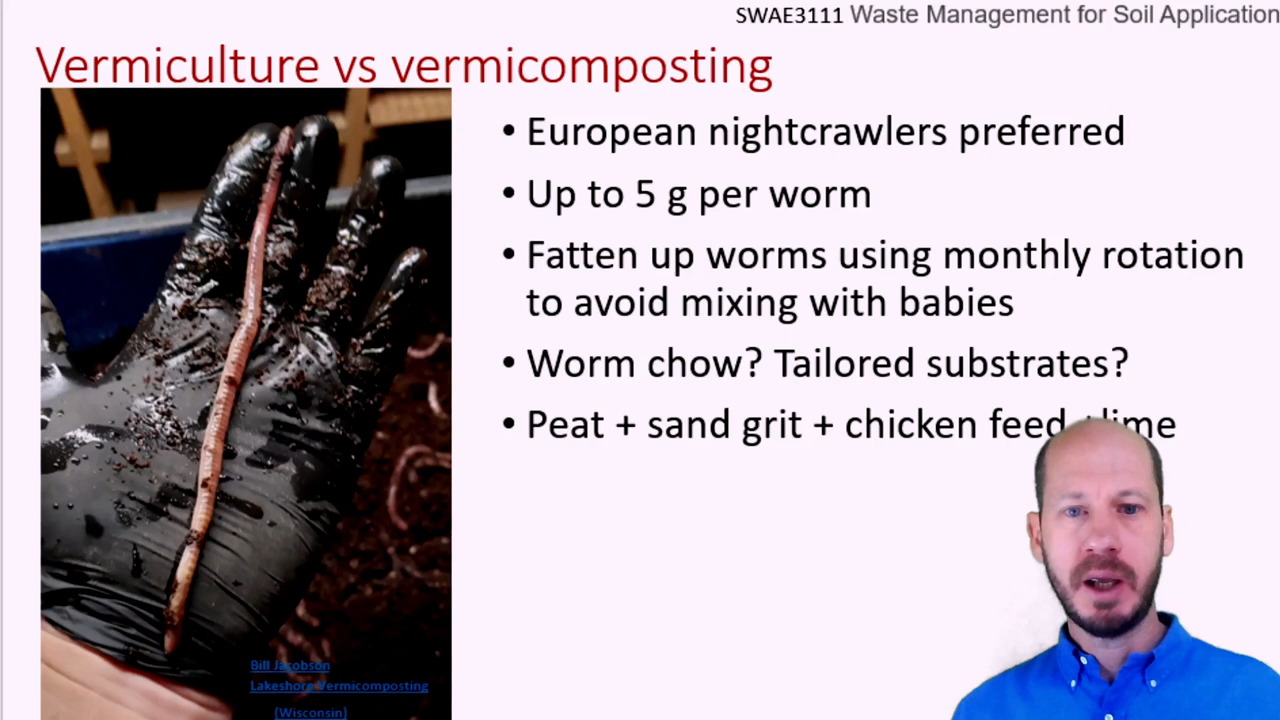 SWAE3111 Waste Management for Soil Application
Vermiculture vs vermicomposting
• European nightcrawlers preferred
• Up to 5 g per worm
• Fatten up worms using monthly rotation
to avoid mixing with babies
• Worm chow? Tailored substrates?
• Peat + sand grit + chicken feed + lime
Bill Jacobson
Lakeshore Vermicomposting
(Wisconsin)